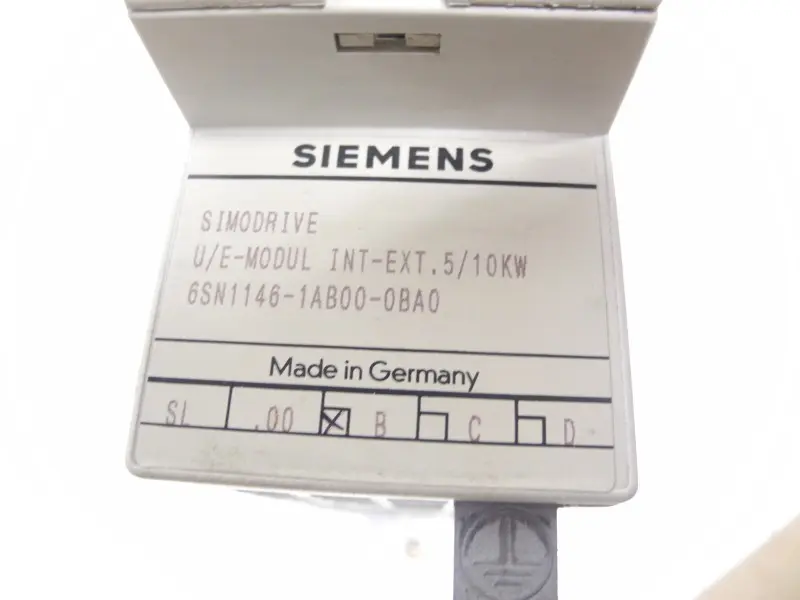 SIEMENS
SIMODRIVE
U/E-MODUL INT-EXT.5/10KW
6SN1146-1AB00-0BA0
Made in Germany
SL .00 B C D